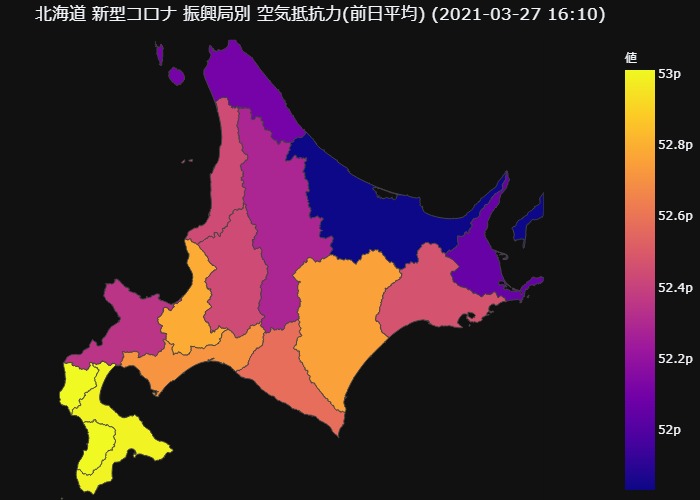 北海道 新型コロナ 振興局別 空気抵抗力(前日平均) (2021-03-27 16:10)
値
53p
52.8p
52.6p
52.4p
52.2p
52p